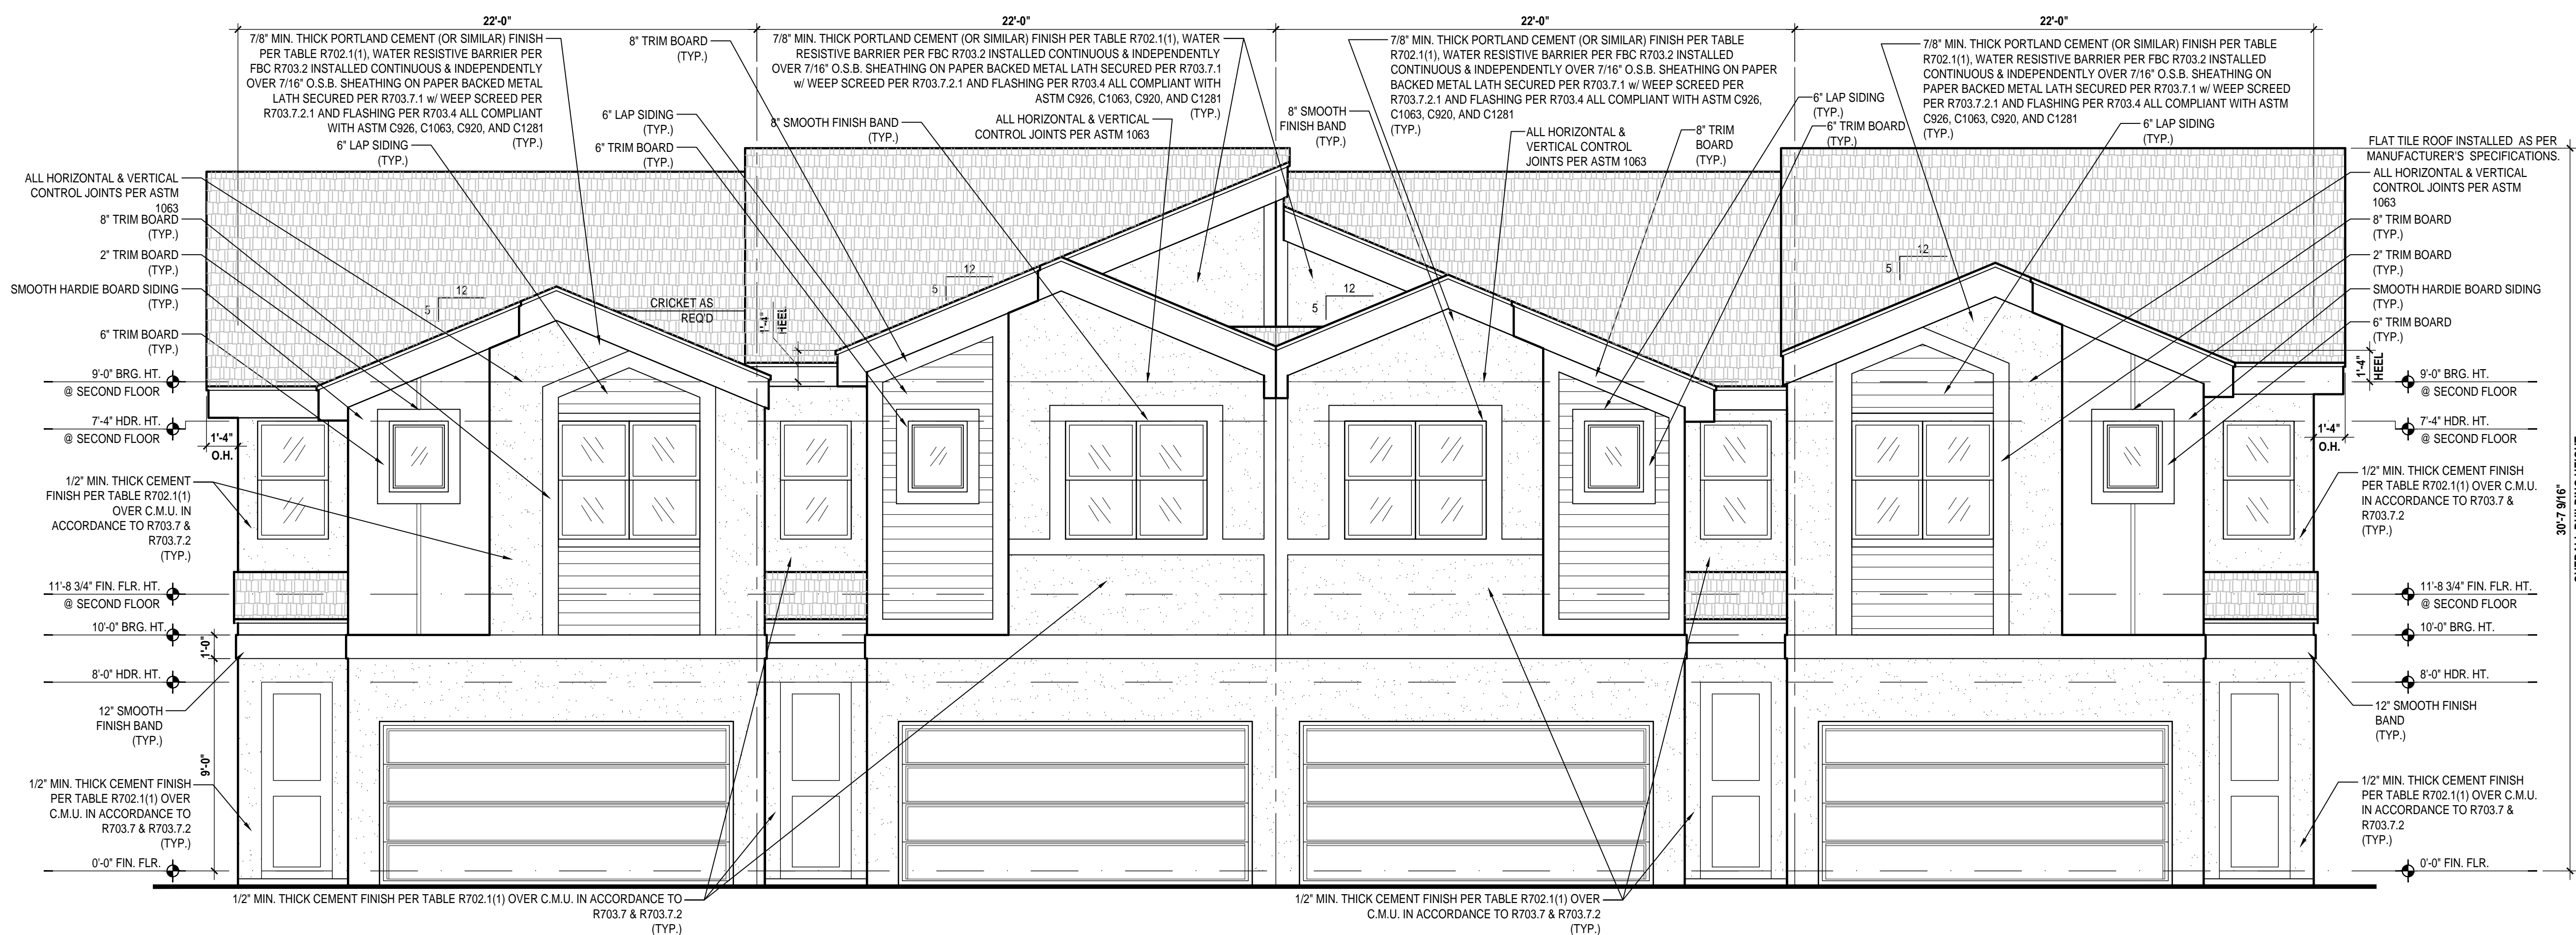 22'-0"
22'-0"
22'-0"
22'-0"
7/8" MIN. THICK PORTLAND CEMENT (OR SIMILAR) FINISH
PER TABLE R702.1(1), WATER RESISTIVE BARRIER PER
FBC R703.2 INSTALLED CONTINUOUS & INDEPENDENTLY
OVER 7/16" O.S.B. SHEATHING ON PAPER BACKED METAL
LATH SECURED PER R703.7.1 w/ WEEP SCREED PER
R703.7.2.1 AND FLASHING PER R703.4 ALL COMPLIANT
WITH ASTM C926, C1063, C920, AND C1281
(TYP.)
6" LAP SIDING
(TYP.)
8" TRIM BOARD
(TYP.)
7/8" MIN. THICK PORTLAND CEMENT (OR SIMILAR) FINISH PER TABLE R702.1(1), WATER
RESISTIVE BARRIER PER FBC R703.2 INSTALLED CONTINUOUS & INDEPENDENTLY
OVER 7/16" O.S.B. SHEATHING ON PAPER BACKED METAL LATH SECURED PER R703.7.1
w/ WEEP SCREED PER R703.7.2.1 AND FLASHING PER R703.4 ALL COMPLIANT WITH
ASTM C926, C1063, C920, AND C1281
(TYP.)
6" LAP SIDING
(TYP.)
6" TRIM BOARD
(TYP.)
8" SMOOTH FINISH BAND
(TYP.)
ALL HORIZONTAL & VERTICAL
CONTROL JOINTS PER ASTM 1063
7/8" MIN. THICK PORTLAND CEMENT (OR SIMILAR) FINISH PER TABLE
R702.1(1), WATER RESISTIVE BARRIER PER FBC R703.2 INSTALLED
CONTINUOUS & INDEPENDENTLY OVER 7/16" O.S.B. SHEATHING ON PAPER
BACKED METAL LATH SECURED PER R703.7.1 w/ WEEP SCREED PER
R703.7.2.1 AND FLASHING PER R703.4 ALL COMPLIANT WITH ASTM C926,
C1063, C920, AND C1281
(TYP.)
8" SMOOTH
FINISH BAND
(TYP.)
ALL HORIZONTAL &
VERTICAL CONTROL
JOINTS PER ASTM 1063
8" TRIM
BOARD
(TYP.)
6" LAP SIDING
(TYP.)
6" TRIM BOARD
(TYP.)
7/8" MIN. THICK PORTLAND CEMENT (OR SIMILAR) FINISH PER TABLE
R702.1(1), WATER RESISTIVE BARRIER PER FBC R703.2 INSTALLED
CONTINUOUS & INDEPENDENTLY OVER 7/16" O.S.B. SHEATHING ON
PAPER BACKED METAL LATH SECURED PER R703.7.1 w/ WEEP SCREED
PER R703.7.2.1 AND FLASHING PER R703.4 ALL COMPLIANT WITH ASTM
C926, C1063, C920, AND C1281
(TYP.)
6" LAP SIDING
(TYP.)
FLAT TILE ROOF INSTALLED AS PER
MANUFACTURER'S SPECIFICATIONS.
ALL HORIZONTAL & VERTICAL
CONTROL JOINTS PER ASTM
1063
8" TRIM BOARD
(TYP.)
2" TRIM BOARD
(TYP.)
SMOOTH HARDIE BOARD SIDING
(TYP.)
6" TRIM BOARD
(TYP.)
ALL HORIZONTAL & VERTICAL
CONTROL JOINTS PER ASTM
1063
8" TRIM BOARD
(TYP.)
2" TRIM BOARD
(TYP.)
SMOOTH HARDIE BOARD SIDING
(TYP.)
6" TRIM BOARD
(TYP.)
12
5
CRICKET AS
REQ'D
1'-4"
HEEL
12
5
12
5
12
5
1'-4"
HEEL
9'-0" BRG. HT.
@ SECOND FLOOR
7'-4" HDR. HT.
@ SECOND FLOOR
1'-4"
O.H.
1/2" MIN. THICK CEMENT
FINISH PER TABLE R702.1(1)
OVER C.M.U. IN
ACCORDANCE TO R703.7 &
R703.7.2
(TYP.)
11'-8 3/4" FIN. FLR. HT.
@ SECOND FLOOR
10'-0" BRG. HT.
1'-0"
8'-0" HDR. HT.
12" SMOOTH
FINISH BAND
(TYP.)
9'-0"
1/2" MIN. THICK CEMENT FINISH
PER TABLE R702.1(1) OVER
C.M.U. IN ACCORDANCE TO
R703.7 & R703.7.2
(TYP.)
0'-0" FIN. FLR.
9'-0" BRG. HT.
@ SECOND FLOOR
7'-4" HDR. HT.
@ SECOND FLOOR
1'-4"
O.H.
1/2" MIN. THICK CEMENT FINISH
PER TABLE R702.1(1) OVER C.M.U.
IN ACCORDANCE TO R703.7 &
R703.7.2
(TYP.)
30'-7 9/16"
11'-8 3/4" FIN. FLR. HT.
@ SECOND FLOOR
10'-0" BRG. HT.
8'-0" HDR. HT.
12" SMOOTH FINISH
BAND
(TYP.)
1/2" MIN. THICK CEMENT FINISH
PER TABLE R702.1(1) OVER C.M.U.
IN ACCORDANCE TO R703.7 &
R703.7.2
(TYP.)
0'-0" FIN. FLR.
1/2" MIN. THICK CEMENT FINISH PER TABLE R702.1(1) OVER C.M.U. IN ACCORDANCE TO
R703.7 & R703.7.2
(TYP.)
1/2" MIN. THICK CEMENT FINISH PER TABLE R702.1(1) OVER
C.M.U. IN ACCORDANCE TO R703.7 & R703.7.2
(TYP.)